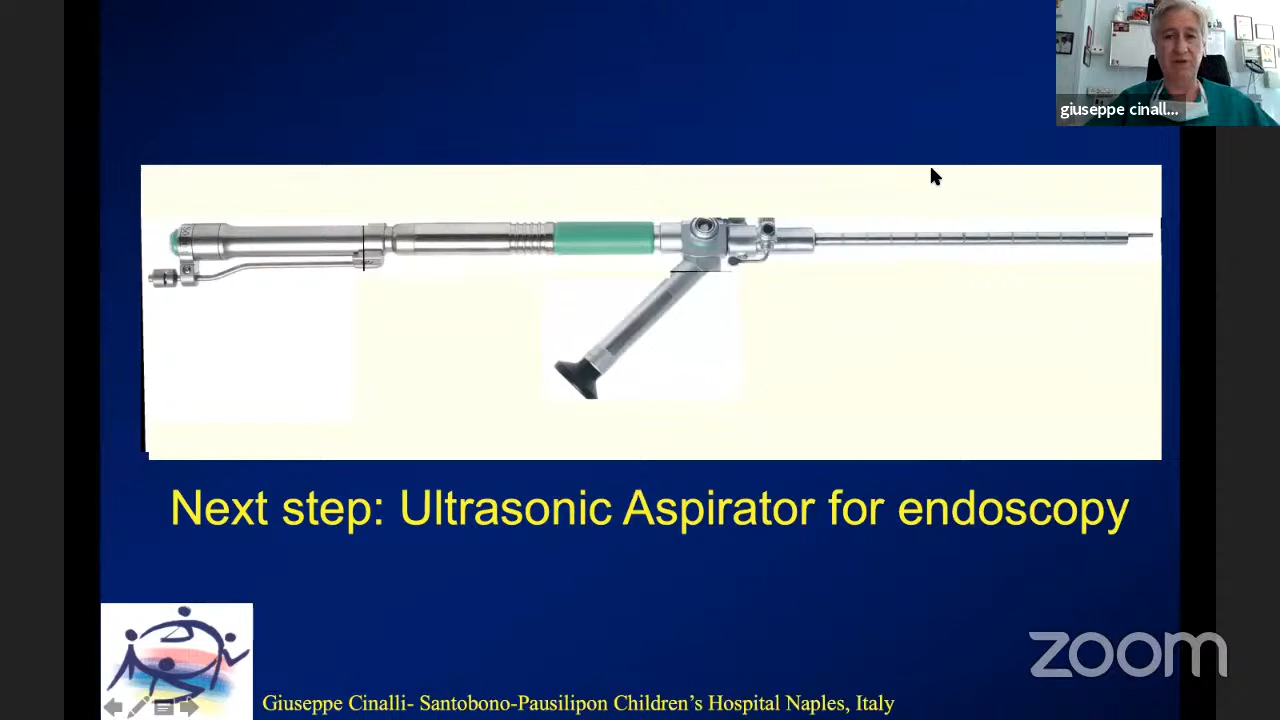 giuseppe cinall...
Next step: Ultrasonic Aspirator for endoscopy
zoom
Giuseppe Cinalli- Santobono-Pausilipon Children’s Hospital Naples, Italy